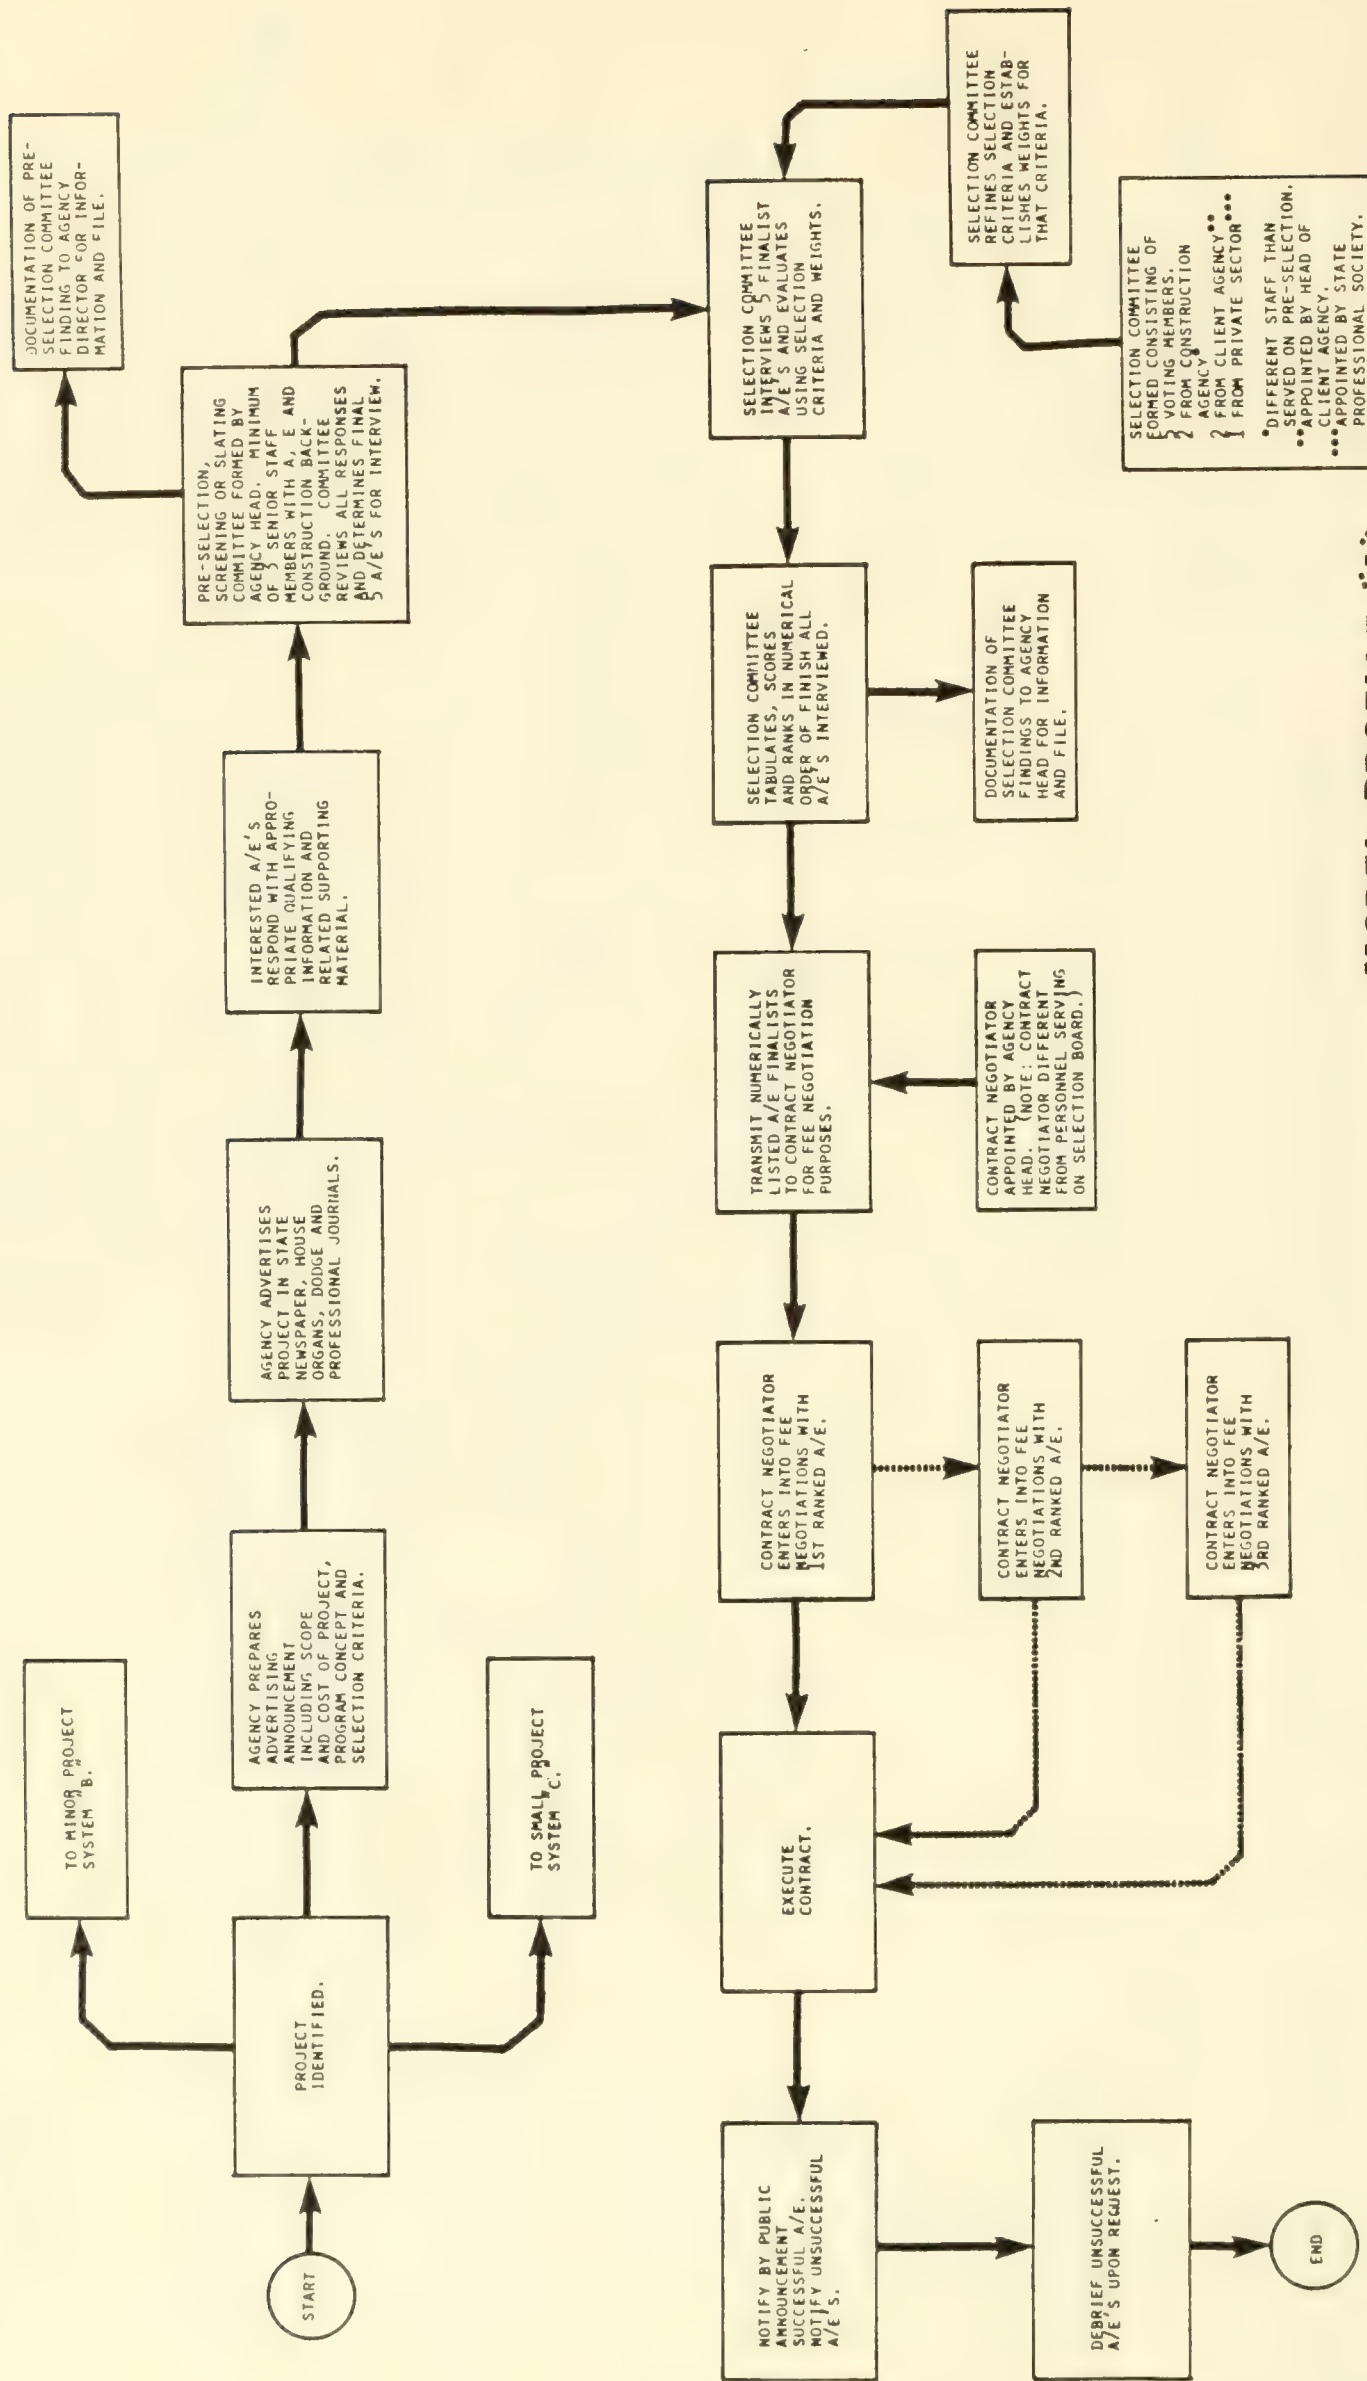 START
PROJECT
IDENTIFIED.
TO MINOR PROJECT
SYSTEM "B."
TO SMALL PROJECT
SYSTEM "C."
AGENCY PREPARES
ADVERTISING
ANNOUNCEMENT
INCLUDING SCOPE
AND COST OF PROJECT,
PROGRAM CONCEPT AND
SELECTION CRITERIA.
AGENCY ADVERTISES
PROJECT IN STATE
NEWSPAPER, HOUSE
ORGANS, DODGE AND
PROFESSIONAL JOURNALS.
INTERESTED A/E'S
RESPOND WITH APPRO-
PRIATE QUALIFYING
INFORMATION AND
RELATED SUPPORTING
MATERIAL.
PRE-SELECTION,
SCREENING OR SLATING
COMMITTEE FORMED BY
AGENCY HEAD. MINIMUM
OF 3 SENIOR STAFF
MEMBERS WITH A, E AND
CONSTRUCTION BACK-
GROUND. COMMITTEE
REVIEWS ALL RESPONSES
AND DETERMINES FINAL
5 A/E'S FOR INTERVIEW.
DOCUMENTATION OF PRE-
SELECTION COMMITTEE
FINDING TO AGENCY
DIRECTOR FOR INFOR-
MATION AND FILE.
SELECTION COMMITTEE
FORMED CONSISTING OF
5 VOTING MEMBERS.
2 FROM CONSTRUCTION
AGENCY*
2 FROM CLIENT AGENCY**
1 FROM PRIVATE SECTOR***
*DIFFERENT STAFF THAN
SERVED ON PRE-SELECTION.
**APPOINTED BY HEAD OF
CLIENT AGENCY.
***APPOINTED BY STATE
PROFESSIONAL SOCIETY.
SELECTION COMMITTEE
REFINES SELECTION
CRITERIA AND ESTAB-
LISHES WEIGHTS FOR
THAT CRITERIA.
SELECTION COMMITTEE
INTERVIEWS 5 FINALIST
A/E'S AND EVALUATES
USING SELECTION
CRITERIA AND WEIGHTS.
SELECTION COMMITTEE
TABULATES, SCORES
AND RANKS IN NUMERICAL
ORDER OF FINISH ALL
A/E'S INTERVIEWED.
DOCUMENTATION OF
SELECTION COMMITTEE
FINDINGS TO AGENCY
HEAD FOR INFORMATION
AND FILE.
TRANSMIT NUMERICALLY
LISTED A/E FINALISTS
TO CONTRACT NEGOTIATOR
FOR FEE NEGOTIATION
PURPOSES.
CONTRACT NEGOTIATOR
APPOINTED BY AGENCY
HEAD. (NOTE: CONTRACT
NEGOTIATOR DIFFERENT
FROM PERSONNEL SERVING
ON SELECTION BOARD.)
CONTRACT NEGOTIATOR
ENTERS INTO FEE
NEGOTIATIONS WITH
1ST RANKED A/E.
CONTRACT NEGOTIATOR
ENTERS INTO FEE
NEGOTIATIONS WITH
2ND RANKED A/E.
CONTRACT NEGOTIATOR
ENTERS INTO FEE
NEGOTIATIONS WITH
3RD RANKED A/E.
EXECUTE
CONTRACT.
NOTIFY BY PUBLIC
ANNOUNCEMENT
SUCCESSFUL A/E.
NOTIFY UNSUCCESSFUL
A/E'S.
DEBRIEF UNSUCCESSFUL
A/E'S UPON REQUEST.
END